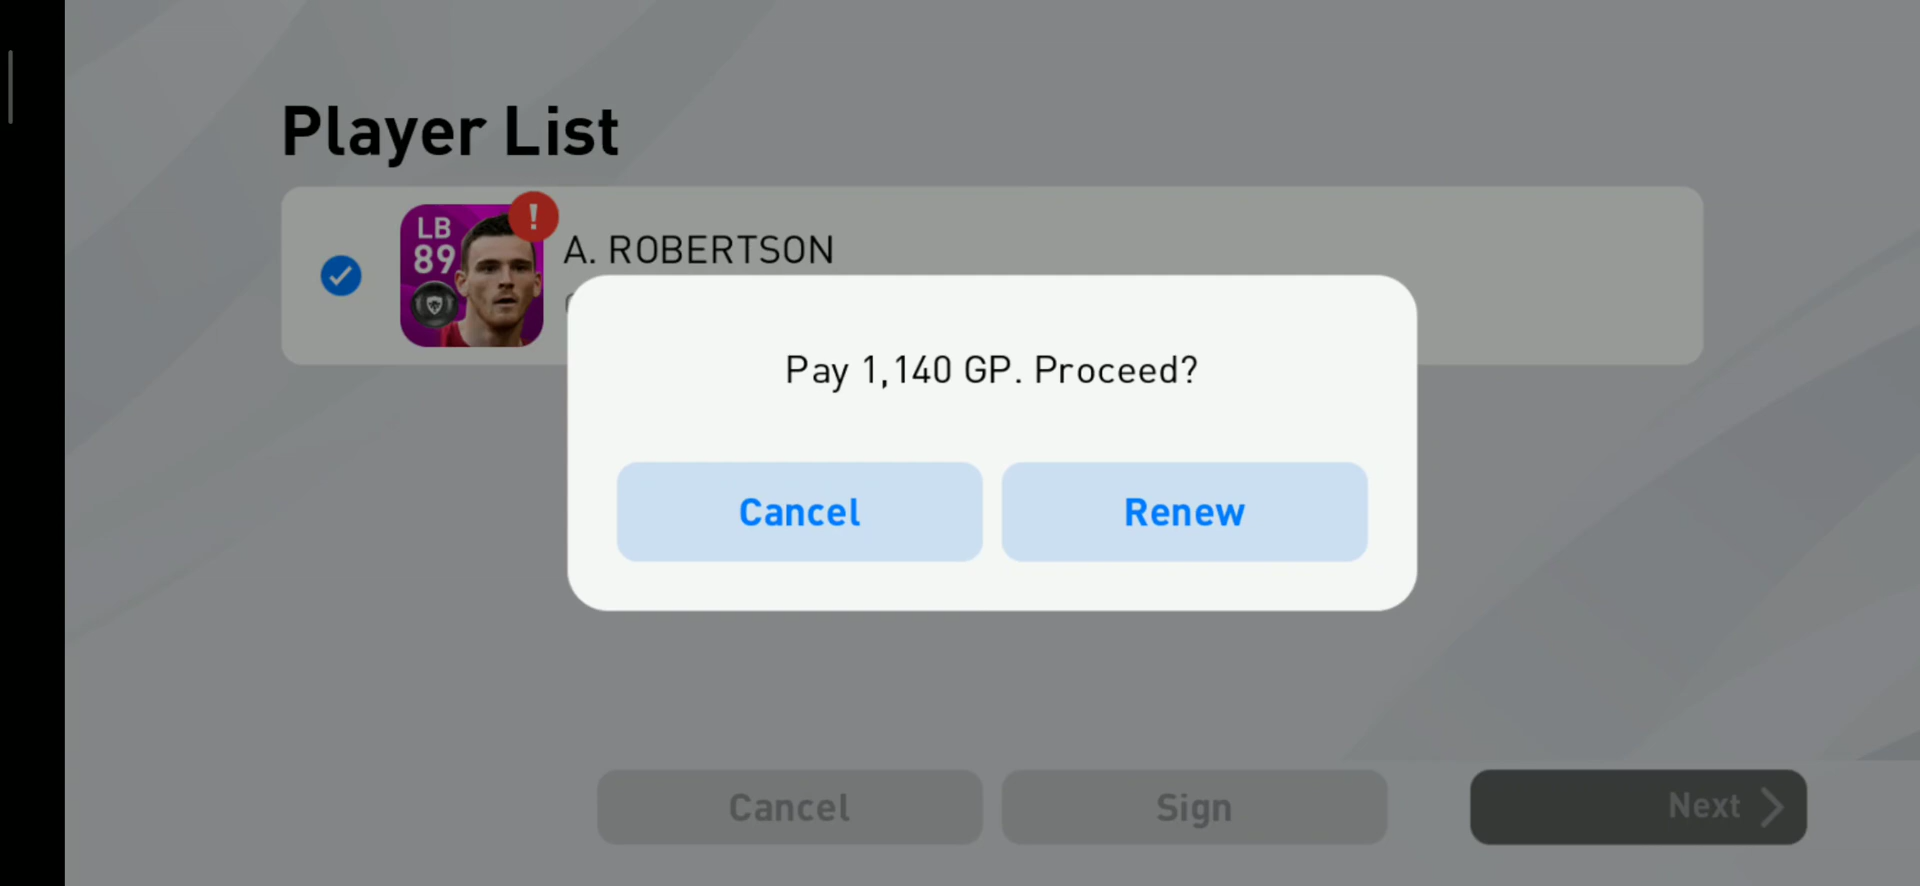 Player List
LB
89
!
A. ROBERTSON
Pay 1,140 GP. Proceed?
Cancel
Renew
Cancel
Sign
Next